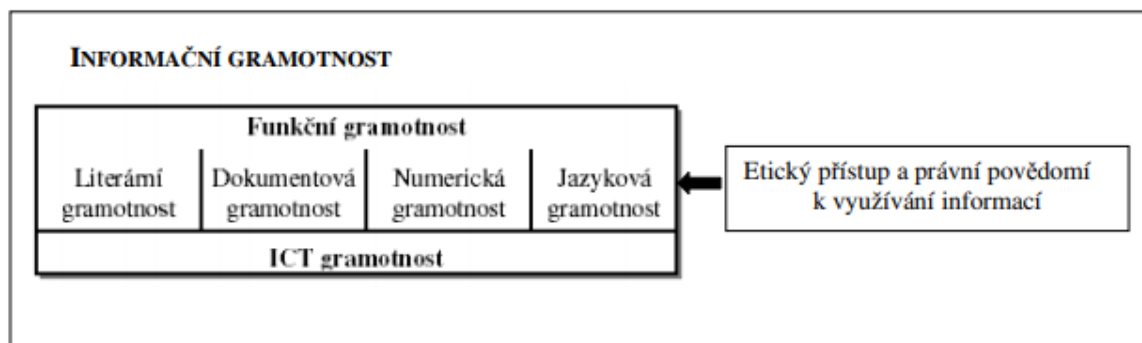 INFORMAČNÍ GRAMOTNOST
Funkční gramotnost
Literární gramotnost
Dokumentová gramotnost
Numerická gramotnost
Jazyková gramotnost
Etický přístup a právní povědomí
k využívání informací
ICT gramotnost